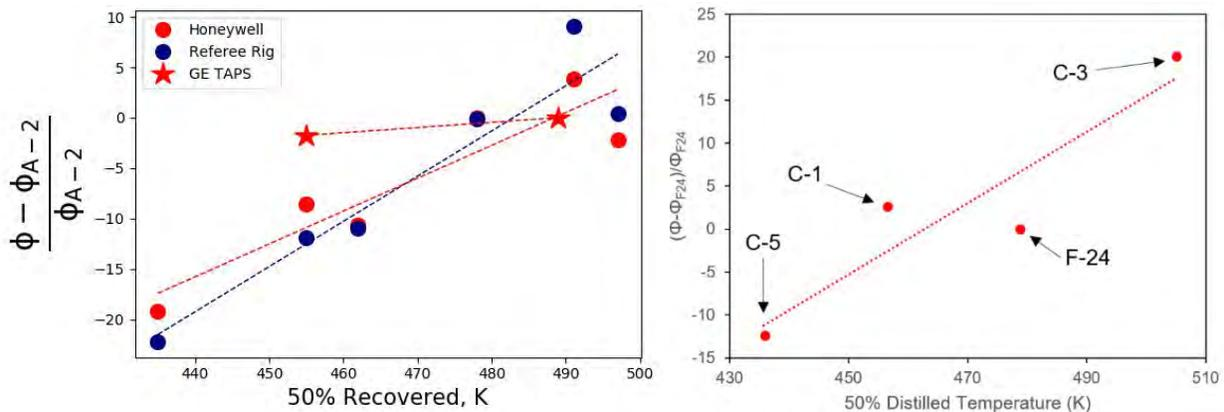 10
5
0
−5
−10
−15
−20
Honeywell
Referee Rig
GE TAPS
ϕ − ϕA−2
ϕA−2
440
450
460
470
480
490
500
50% Recovered, K
25
20
15
10
5
0
-5
-10
-15
(Φ-ΦF24)/ΦF24
C-3
C-1
C-5
F-24
430
450
470
490
510
50% Distilled Temperature (K)